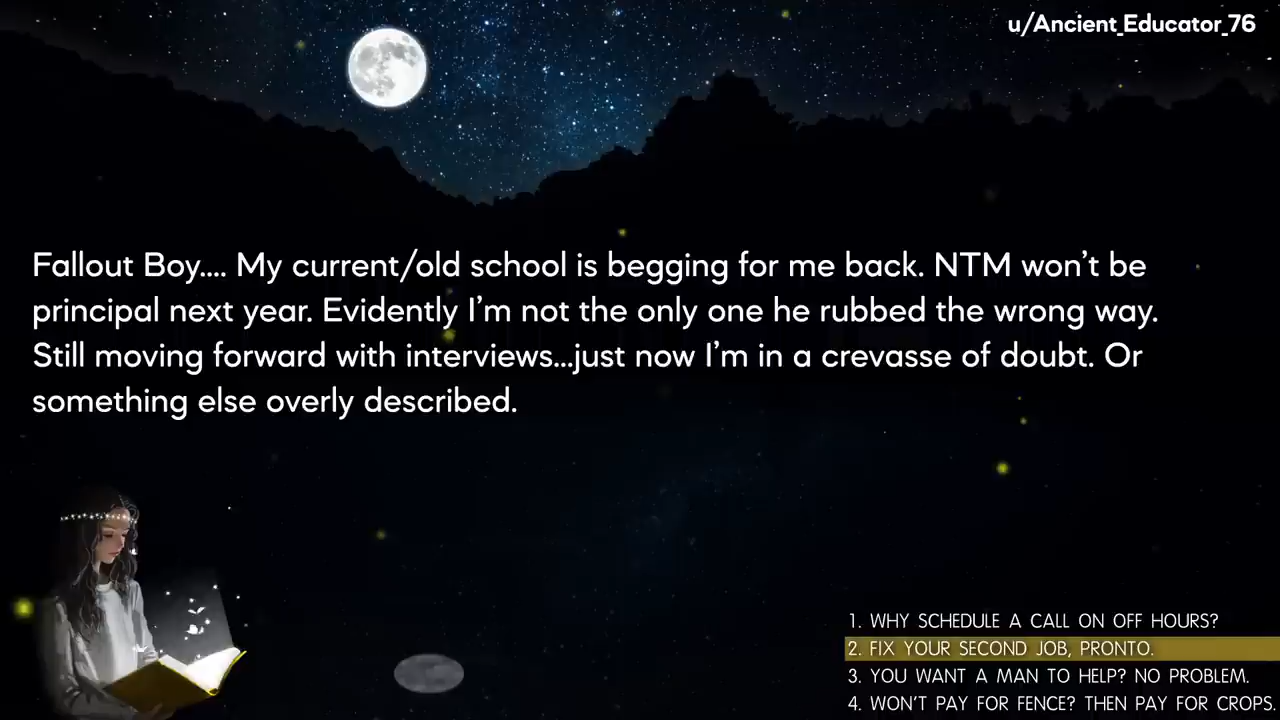 u/Ancient_Educator_76
Fallout Boy.... My current/old school is begging for me back. NTM won't be
principal next year. Evidently I'm not the only one he rubbed the wrong way.
Still moving forward with interviews...just now I'm in a crevasse of doubt. Or
something else overly described.
1. WHY SCHEDULE A CALL ON OFF HOURS?
2. FIX YOUR SECOND JOB, PRONTO.
3. YOU WANT A MAN TO HELP? NO PROBLEM.
4. WON'T PAY FOR FENCE? THEN PAY FOR CROPS.